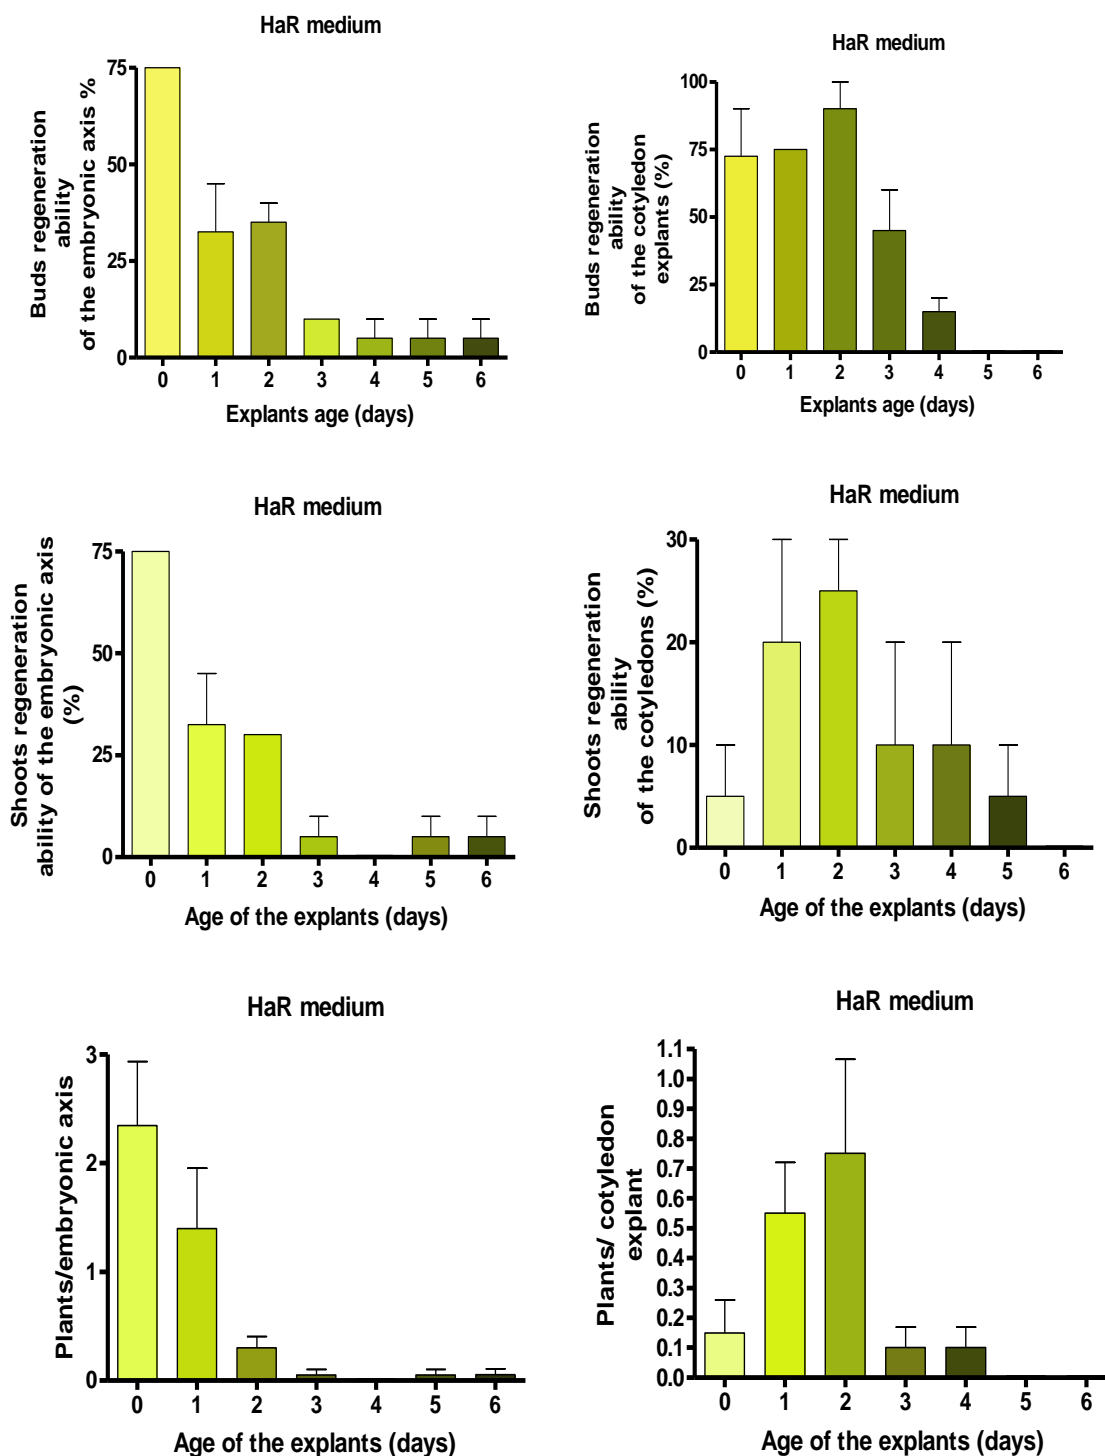 HaR medium
Buds regeneration
ability
of the embryonic axis %
75
50
25
0
0 1 2 3 4 5 6
Explants age (days)
HaR medium
Buds regeneration
ability
of the cotyledon
explants (%)
100
75
50
25
0
0 1 2 3 4 5 6
Explants age (days)
HaR medium
Shoots regeneration
ability of the embryonic axis
(%)
75
50
25
0
0 1 2 3 4 5 6
Age of the explants (days)
HaR medium
Shoots regeneration
ability
of the cotyledons (%)
30
20
10
0
0 1 2 3 4 5 6
Age of the explants (days)
HaR medium
Plants/embryonic axis
3
2
1
0
0 1 2 3 4 5 6
Age of the explants (days)
HaR medium
Plants/ cotyledon
explant
1.1
1.0
0.9
0.8
0.7
0.6
0.5
0.4
0.3
0.2
0.1
0.0
0 1 2 3 4 5 6
Age of the explants (days)